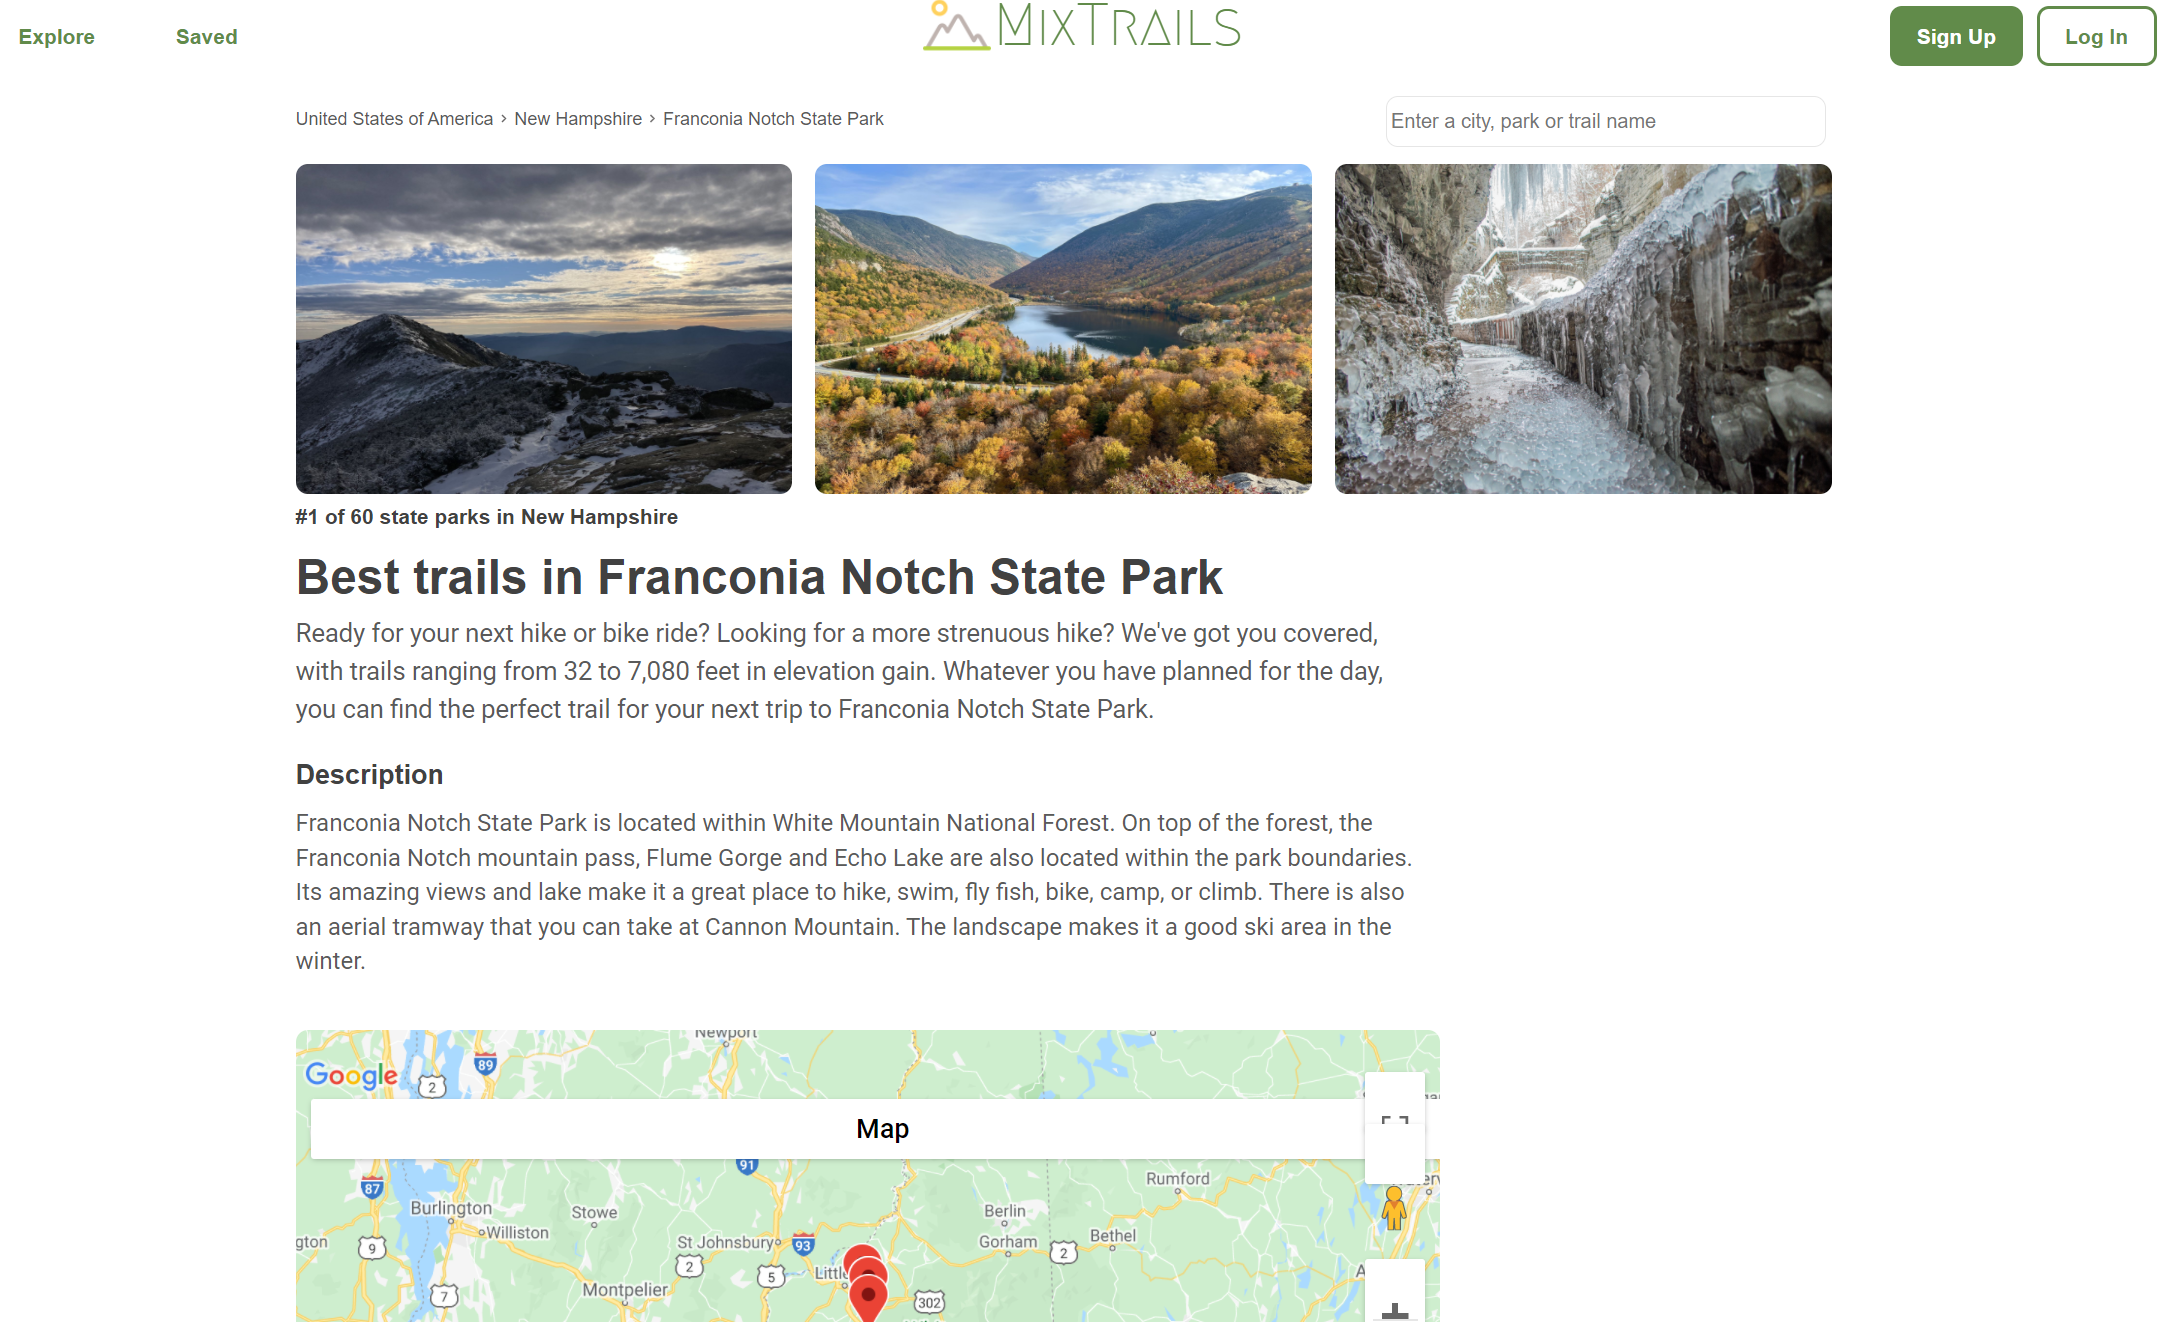 Explore
Saved
MIXTRAILS
Sign Up
Log In
United States of America › New Hampshire › Franconia Notch State Park
Enter a city, park or trail name
#1 of 60 state parks in New Hampshire
Best trails in Franconia Notch State Park
Ready for your next hike or bike ride? Looking for a more strenuous hike? We've got you covered,
with trails ranging from 32 to 7,080 feet in elevation gain. Whatever you have planned for the day,
you can find the perfect trail for your next trip to Franconia Notch State Park.
Description
Franconia Notch State Park is located within White Mountain National Forest. On top of the forest, the
Franconia Notch mountain pass, Flume Gorge and Echo Lake are also located within the park boundaries.
Its amazing views and lake make it a great place to hike, swim, fly fish, bike, camp, or climb. There is also
an aerial tramway that you can take at Cannon Mountain. The landscape makes it a good ski area in the
winter.
Newport
89
Google
2
Map
91
Rumford
87
Burlington
Stowe
Berlin
Williston
Bethel
gton
9
St Johnsbury
93
Gorham
2
2
5
Little
Montpelier
7
302